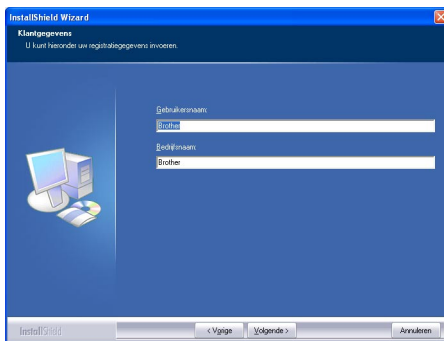 InstallShield Wizard
Klantgegevens
U kunt hieronder uw registratiegegevens invoeren.
Gebruikersnaam:
Brother
Bedrijfsnaam:
Brother
InstallShield
< Vorige
Volgende >
Annuleren